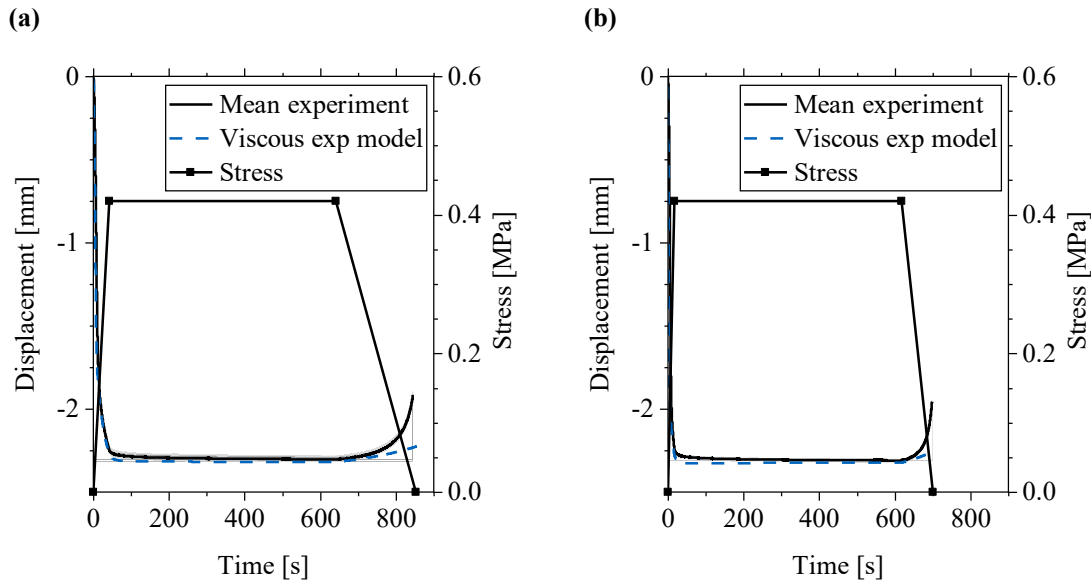 (a)
(b)
0
-1
-2
Displacement [mm]
0.6
0.4
0.2
0.0
Stress [MPa]
Mean experiment
Viscous exp model
Stress
0 200 400 600 800
Time [s]
0
-1
-2
Displacement [mm]
0.6
0.4
0.2
0.0
Stress [MPa]
Mean experiment
Viscous exp model
Stress
0 200 400 600 800
Time [s]